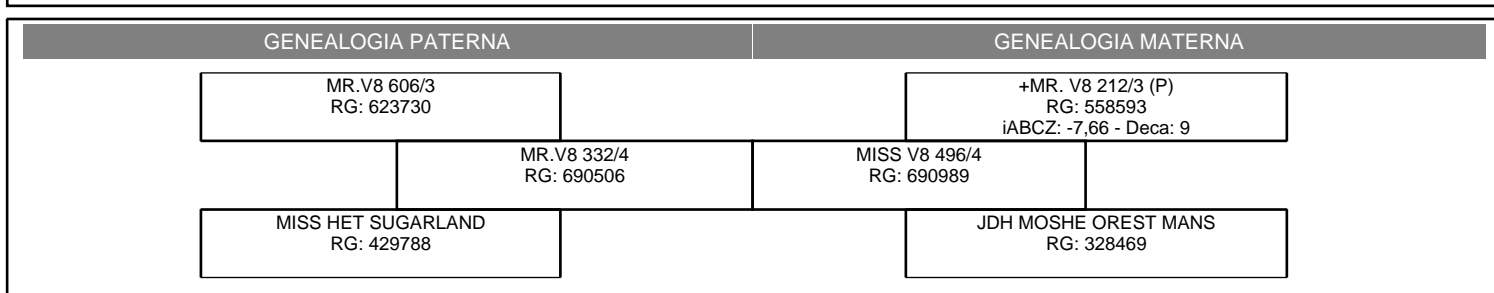 GENEALOGIA PATERNA
GENEALOGIA MATERNA
MR.V8 606/3
RG: 623730
+MR. V8 212/3 (P)
RG: 558593
iABCZ: -7,66 - Deca: 9
MR.V8 332/4
RG: 690506
MISS V8 496/4
RG: 690989
MISS HET SUGARLAND
RG: 429788
JDH MOSHE OREST MANS
RG: 328469